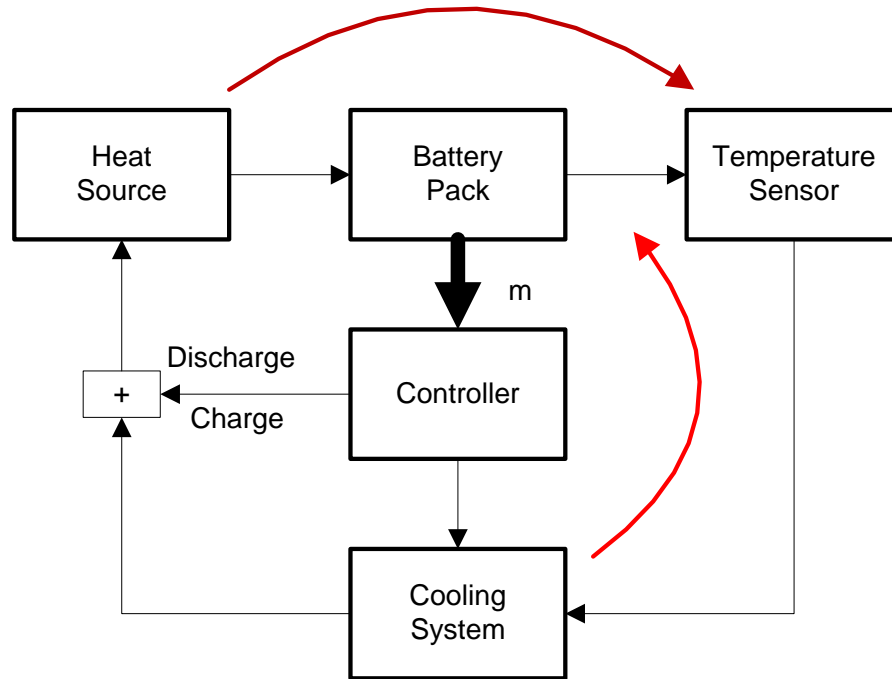 Heat
Source
Battery
Pack
Temperature
Sensor
m
Discharge
+
Charge
Controller
Cooling
System